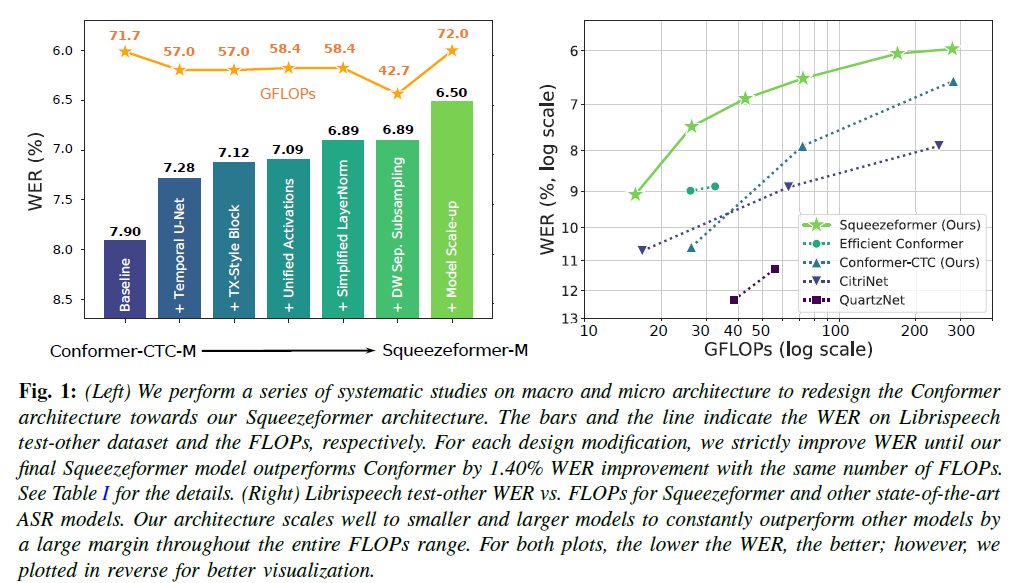 71.7
57.0
57.0
58.4
58.4
42.7
72.0
GFLOPs
WER (%)
6.0
6.5
7.0
7.5
8.0
8.5
7.90
7.28
7.12
7.09
6.89
6.89
6.50
Baseline
+ Temporal U-Net
+ TX-Style Block
+ Unified Activations
+ Simplified LayerNorm
+ DW Sep. Subsampling
+ Model Scale-up
Conformer-CTC-M
Squeezeformer-M
WER (%, log scale)
6
7
8
9
10
11
12
13
Squeezeformer (Ours)
Efficient Conformer
Conformer-CTC (Ours)
CitriNet
QuartzNet
10 20 30 40 50 100 200 300
GFLOPs (log scale)
Fig. 1: (Left) We perform a series of systematic studies on macro and micro architecture to redesign the Conformer
architecture towards our Squeezeformer architecture. The bars and the line indicate the WER on Librispeech
test-other dataset and the FLOPs, respectively. For each design modification, we strictly improve WER until our
final Squeezeformer model outperforms Conformer by 1.40% WER improvement with the same number of FLOPs.
See Table I for the details. (Right) Librispeech test-other WER vs. FLOPs for Squeezeformer and other state-of-the-art
ASR models. Our architecture scales well to smaller and larger models to constantly outperform other models by
a large margin throughout the entire FLOPs range. For both plots, the lower the WER, the better; however, we
plotted in reverse for better visualization.